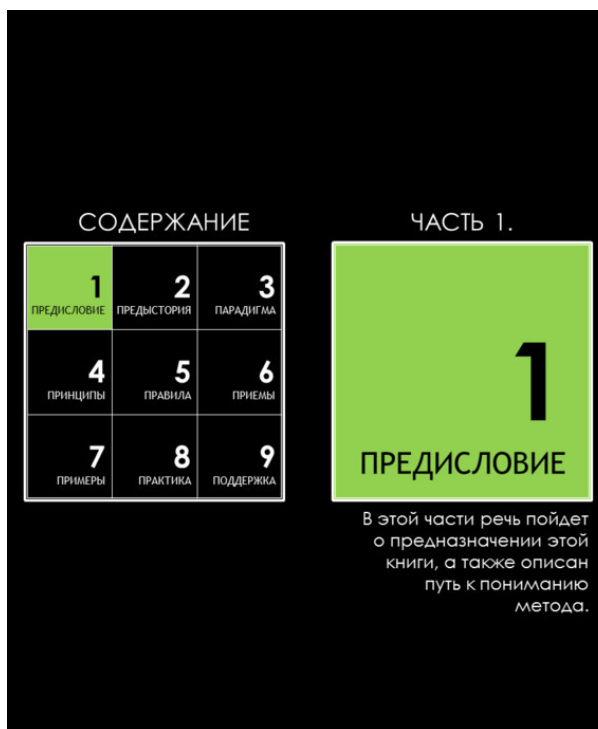 СОДЕРЖАНИЕ
1
ПРЕДИСЛОВИЕ
2
ПРЕДЫСТОРИЯ
3
ПАРАДИГМА
4
ПРИНЦИПЫ
5
ПРАВИЛА
6
ПРИЕМЫ
7
ПРИМЕРЫ
8
ПРАКТИКА
9
ПОДДЕРЖКА
ЧАСТЬ 1.
1
ПРЕДИСЛОВИЕ
В этой части речь пойдет
о предназначении этой
книги, а также описан
путь к пониманию
метода.